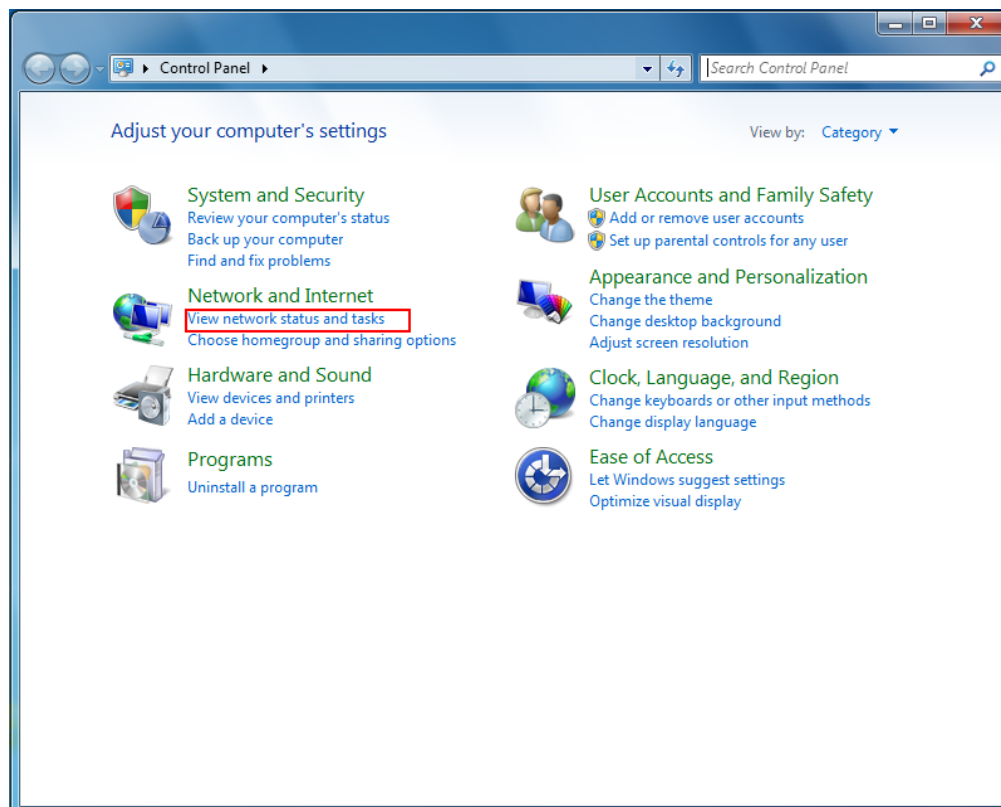 Control Panel
Search Control Panel
Adjust your computer's settings
View by: Category
System and Security
Review your computer's status
Back up your computer
Find and fix problems
Network and Internet
View network status and tasks
Choose homegroup and sharing options
Hardware and Sound
View devices and printers
Add a device
Programs
Uninstall a program
User Accounts and Family Safety
Add or remove user accounts
Set up parental controls for any user
Appearance and Personalization
Change the theme
Change desktop background
Adjust screen resolution
Clock, Language, and Region
Change keyboards or other input methods
Change display language
Ease of Access
Let Windows suggest settings
Optimize visual display